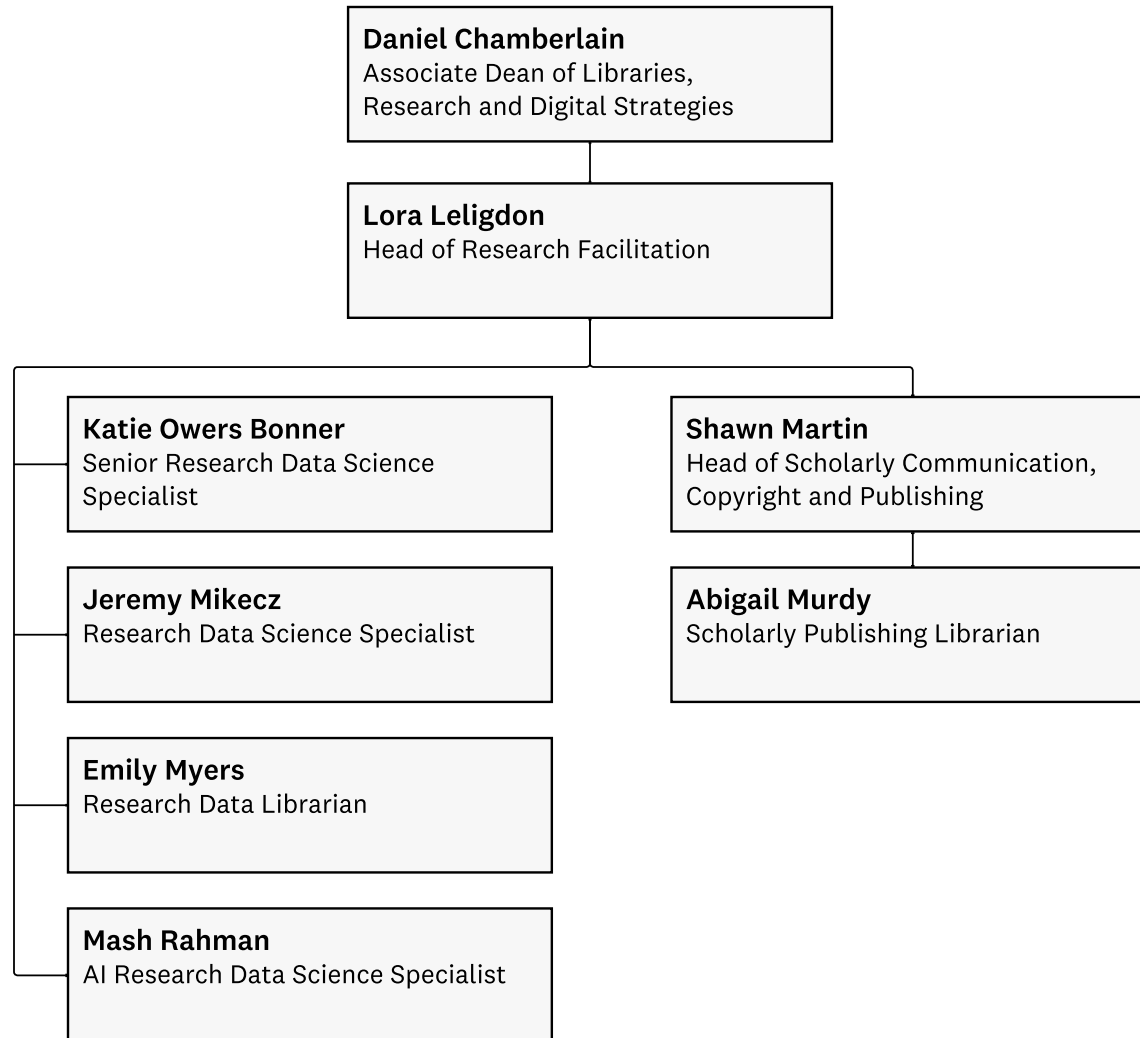 Daniel Chamberlain
Associate Dean of Libraries,
Research and Digital Strategies
Lora Leligdon
Head of Research Facilitation
Katie Owers Bonner
Senior Research Data Science
Specialist
Jeremy Mikecz
Research Data Science Specialist
Emily Myers
Research Data Librarian
Mash Rahman
AI Research Data Science Specialist
Shawn Martin
Head of Scholarly Communication,
Copyright and Publishing
Abigail Murdy
Scholarly Publishing Librarian